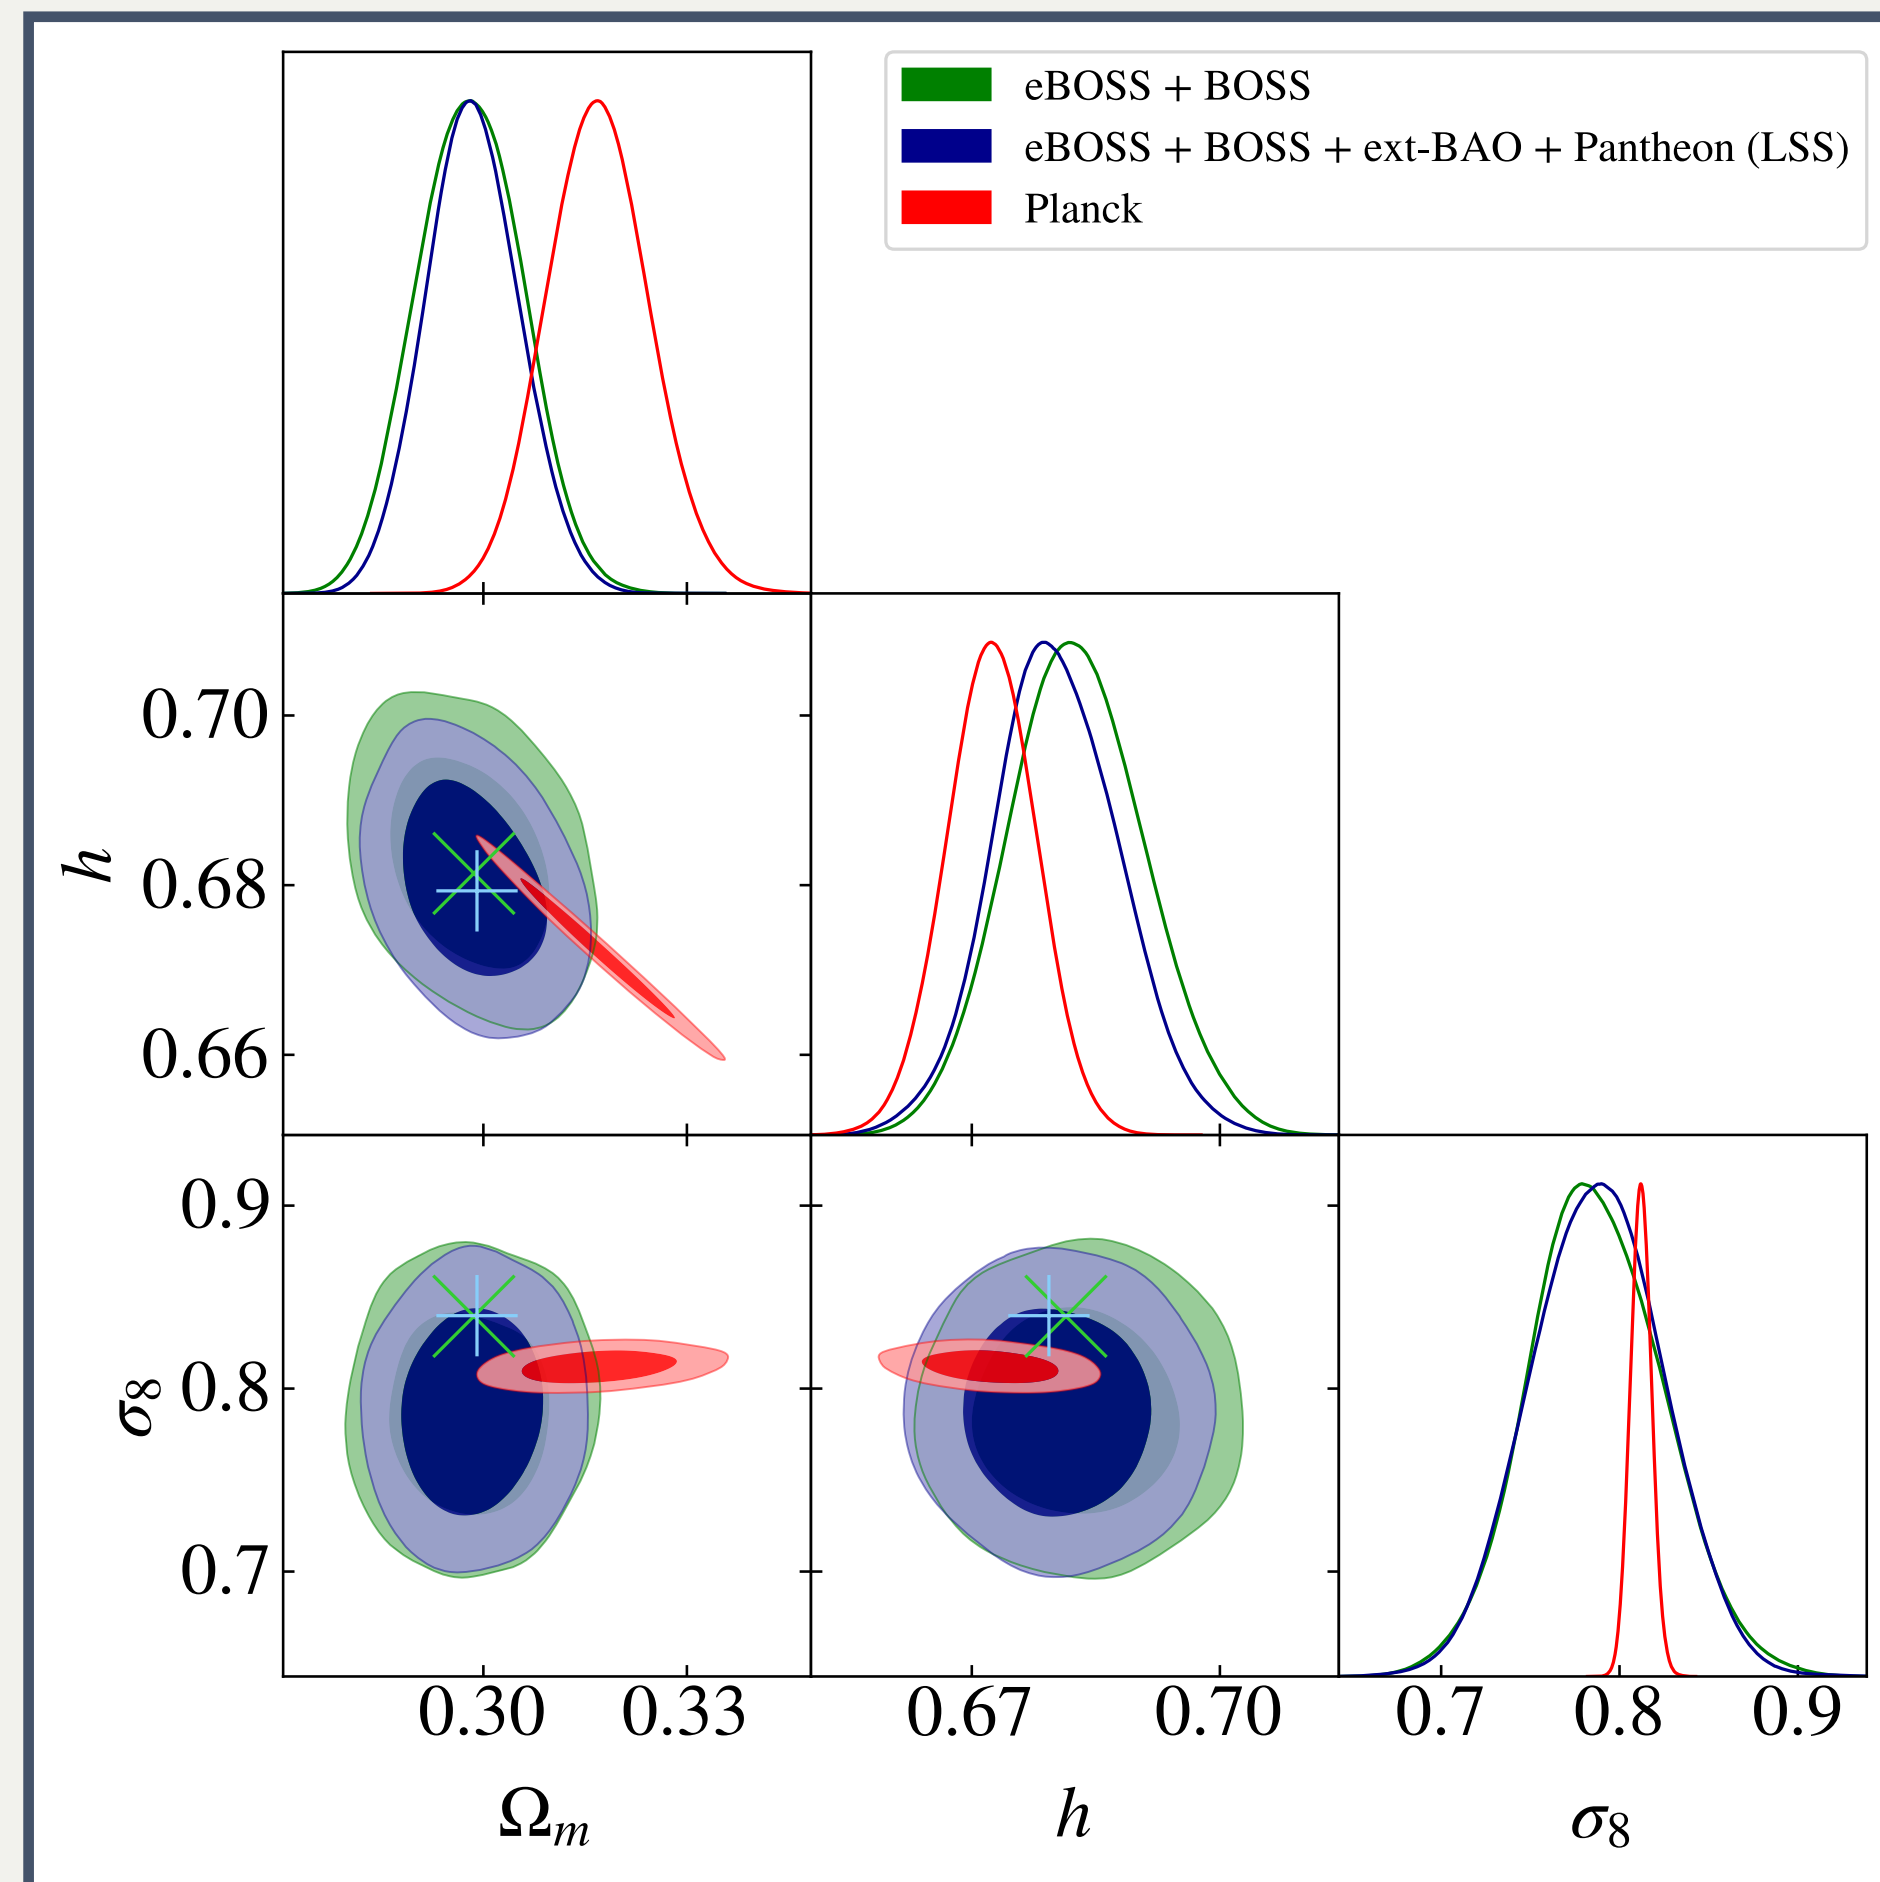 eBOSS + BOSS
eBOSS + BOSS + ext-BAO + Pantheon (LSS)
Planck
0.70
h
0.68
0.66
0.9
σ8
0.8
0.7
0.30 0.33 0.67 0.70 0.7 0.8 0.9
Ωm h σ8